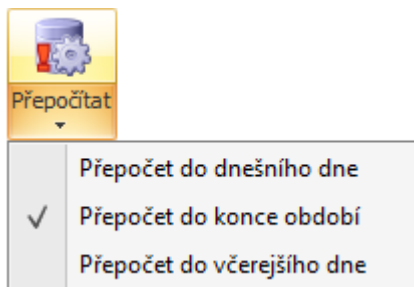 Přepočítat
Přepočet do dnešního dne
Přepočet do konce období
Přepočet do včerejšího dne